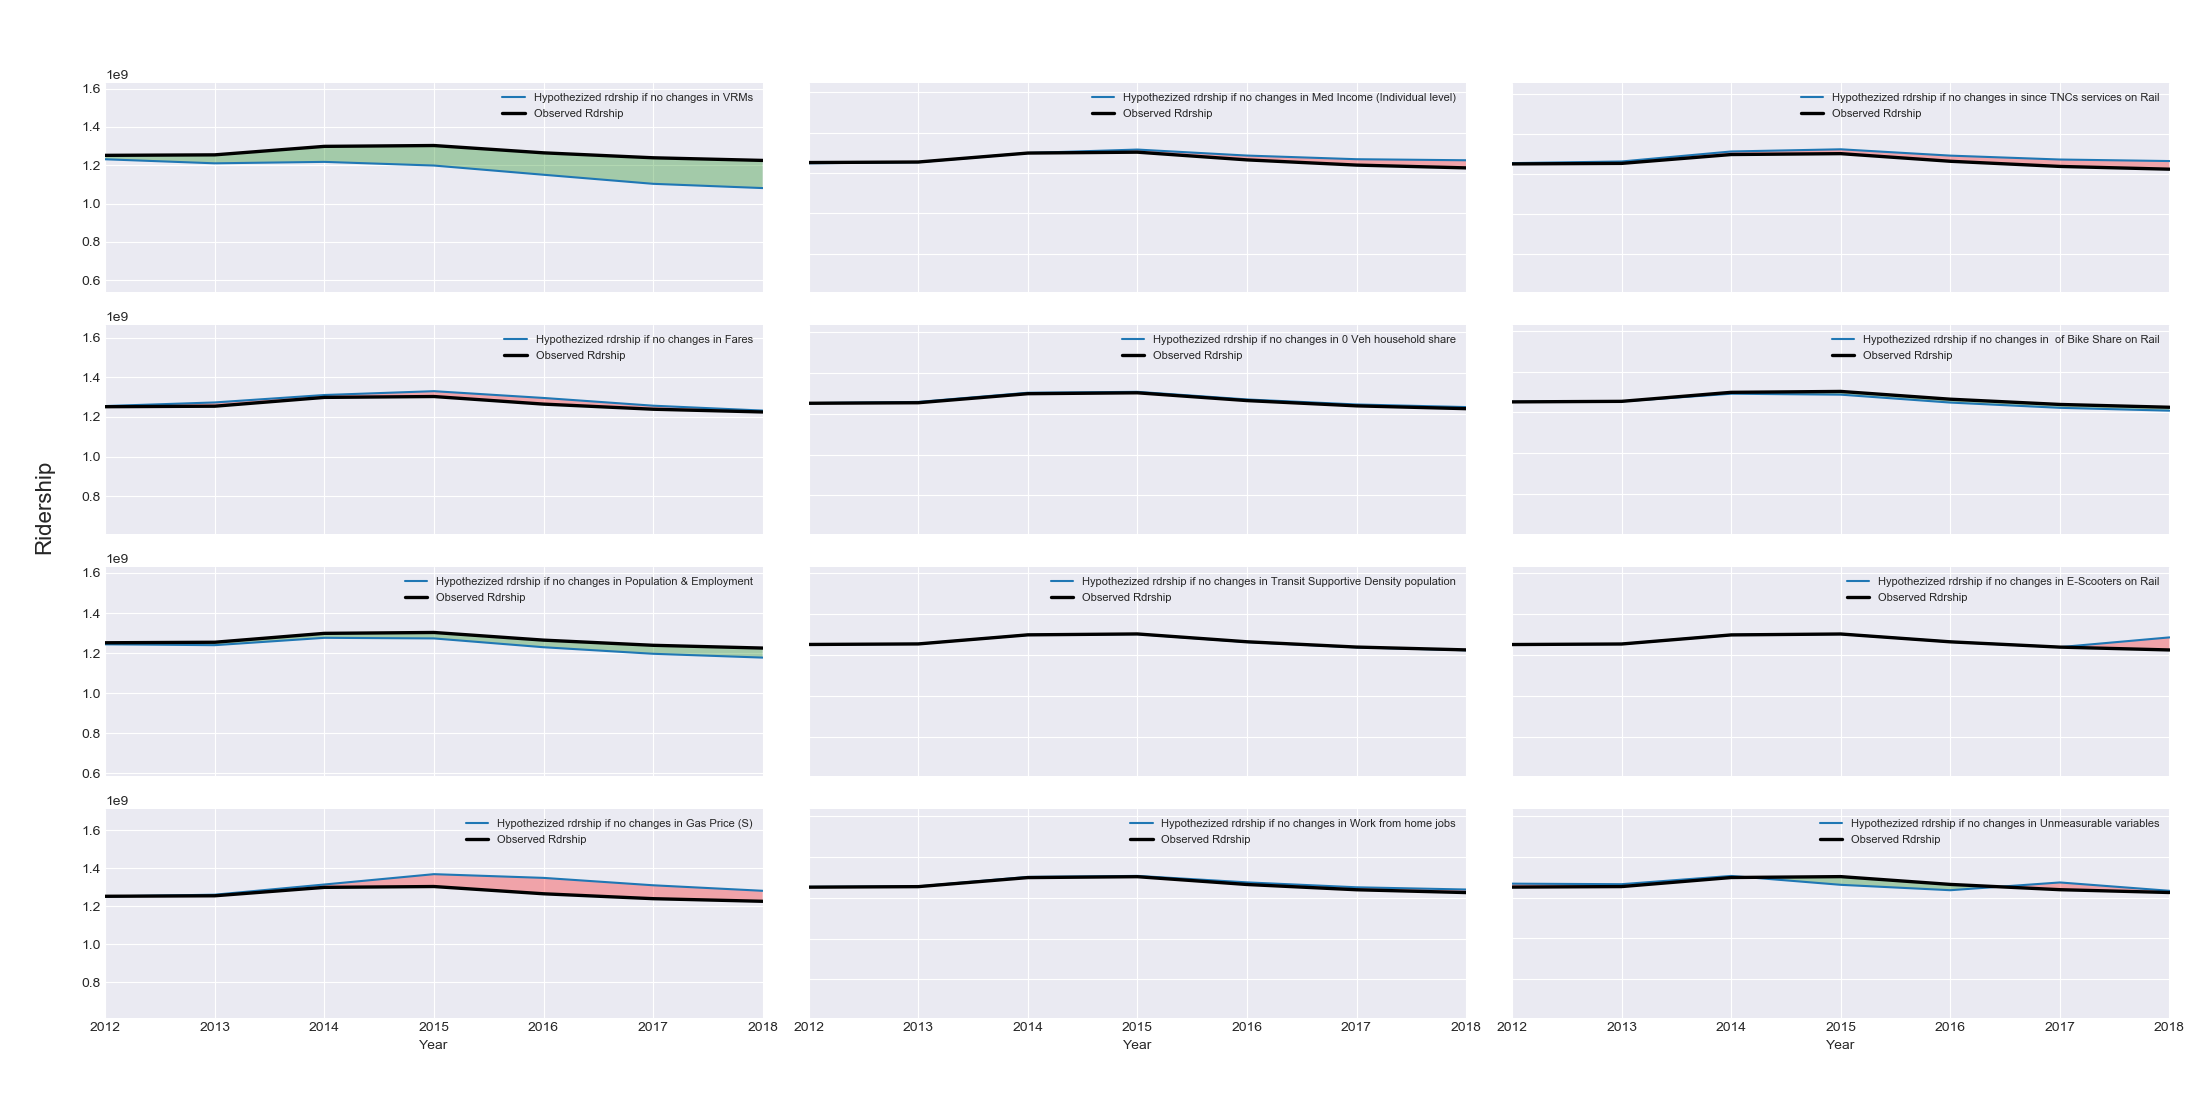 1e9
1.6
1.4
1.2
1.0
0.8
0.6
Hypothezized rdrship if no changes in VRMs
Observed Rdrship
Hypothezized rdrship if no changes in Med Income (Individual level)
Observed Rdrship
Hypothezized rdrship if no changes in since TNCs services on Rail
Observed Rdrship
1e9
1.6
1.4
1.2
1.0
0.8
Hypothezized rdrship if no changes in Fares
Observed Rdrship
Hypothezized rdrship if no changes in 0 Veh household share
Observed Rdrship
Hypothezized rdrship if no changes in  of Bike Share on Rail
Observed Rdrship
Ridership
1e9
1.6
1.4
1.2
1.0
0.8
0.6
Hypothezized rdrship if no changes in Population & Employment
Observed Rdrship
Hypothezized rdrship if no changes in Transit Supportive Density population
Observed Rdrship
Hypothezized rdrship if no changes in E-Scooters on Rail
Observed Rdrship
1e9
1.6
1.4
1.2
1.0
0.8
Hypothezized rdrship if no changes in Gas Price (S)
Observed Rdrship
Hypothezized rdrship if no changes in Work from home jobs
Observed Rdrship
Hypothezized rdrship if no changes in Unmeasurable variables
Observed Rdrship
2012 2013 2014 2015 2016 2017 2018
Year
2012 2013 2014 2015 2016 2017 2018
Year
2012 2013 2014 2015 2016 2017 2018
Year